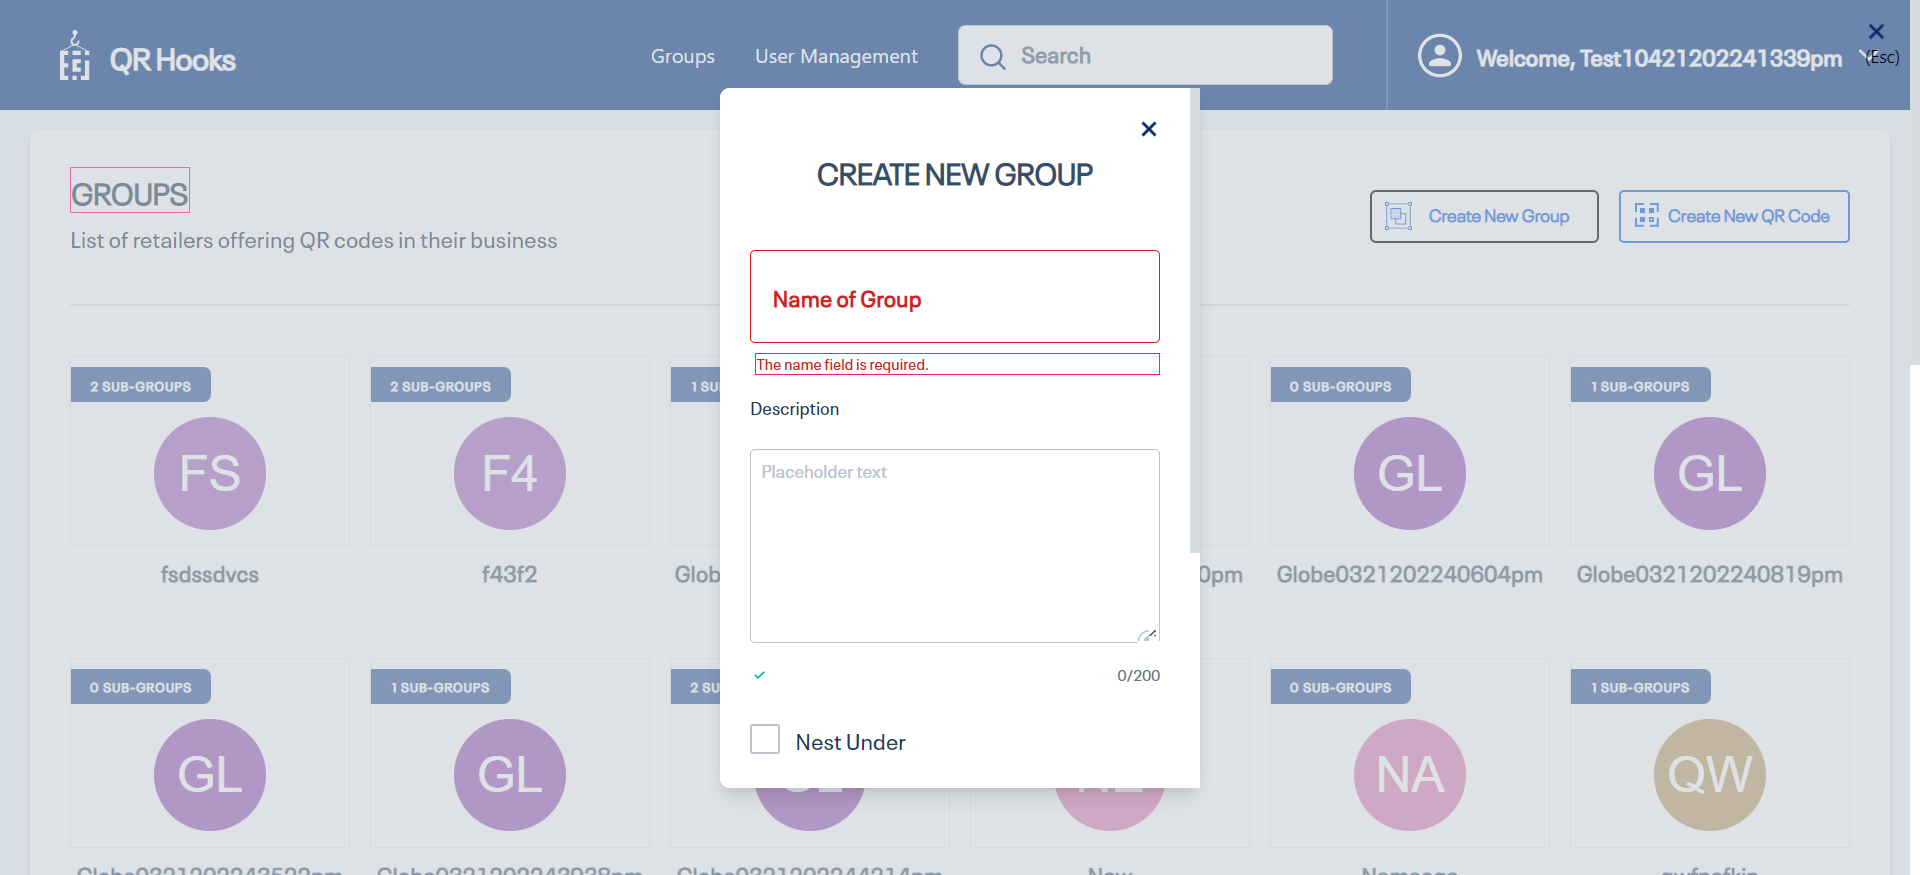 QR Hooks
Groups
User Management
Search
Welcome, Test10421202241339pm
(Esc)
GROUPS
List of retailers offering QR codes in their business
Create New Group
Create New QR Code
CREATE NEW GROUP
Name of Group
The name field is required.
Description
Placeholder text
0/200
Nest Under
2 SUB-GROUPS
2 SUB-GROUPS
1 SU
0 SUB-GROUPS
1 SUB-GROUPS
FS
F4
GL
GL
fsdssdvcs
f43f2
Globe0321202240604pm
Globe0321202240819pm
0 SUB-GROUPS
1 SUB-GROUPS
2 SU
0 SUB-GROUPS
1 SUB-GROUPS
GL
GL
NA
QW